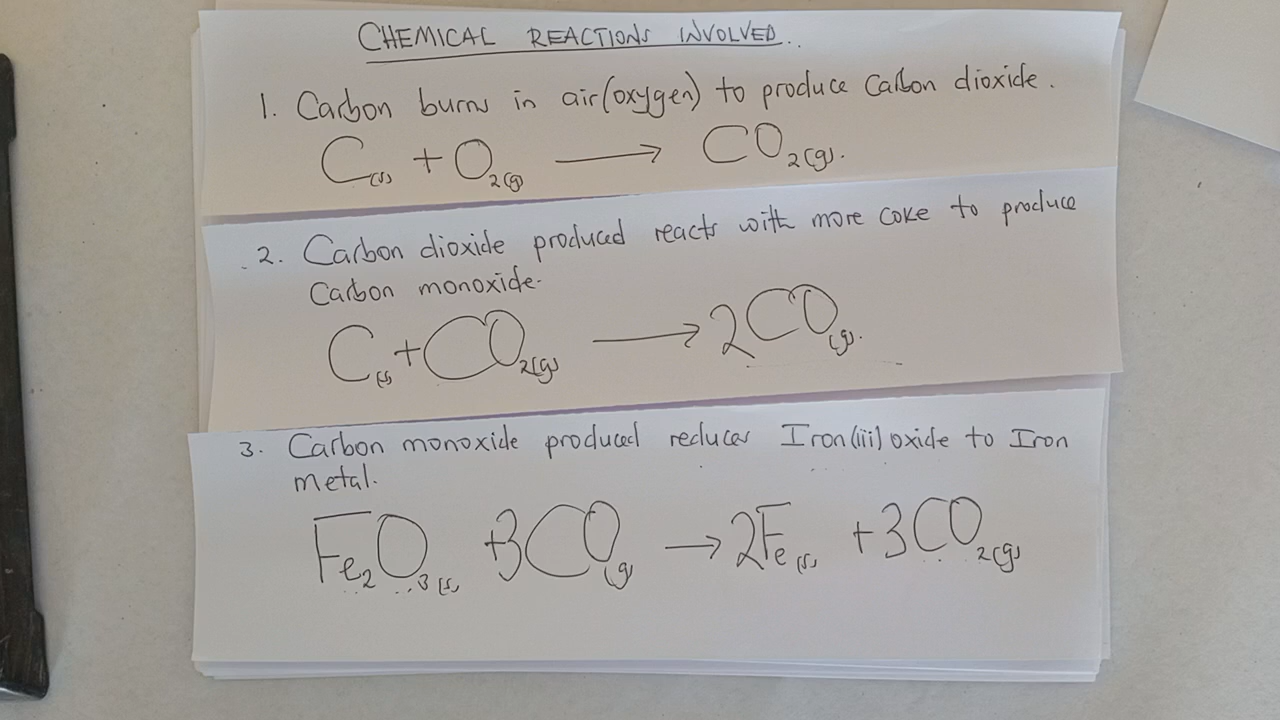 CHEMICAL REACTIONS INVOLVED..
1. Carbon burns in air(oxygen) to produce Carbon dioxide.
C(s) + O2(g) → CO2(g).
2. Carbon dioxide produced reacts with more coke to produce
Carbon monoxide.
C(s) + CO2(g) → 2CO(g).
3. Carbon monoxide produced reduces Iron(iii) oxide to Iron
metal.
Fe2O3(s) + 3CO(g) → 2Fe(s) + 3CO2(g)